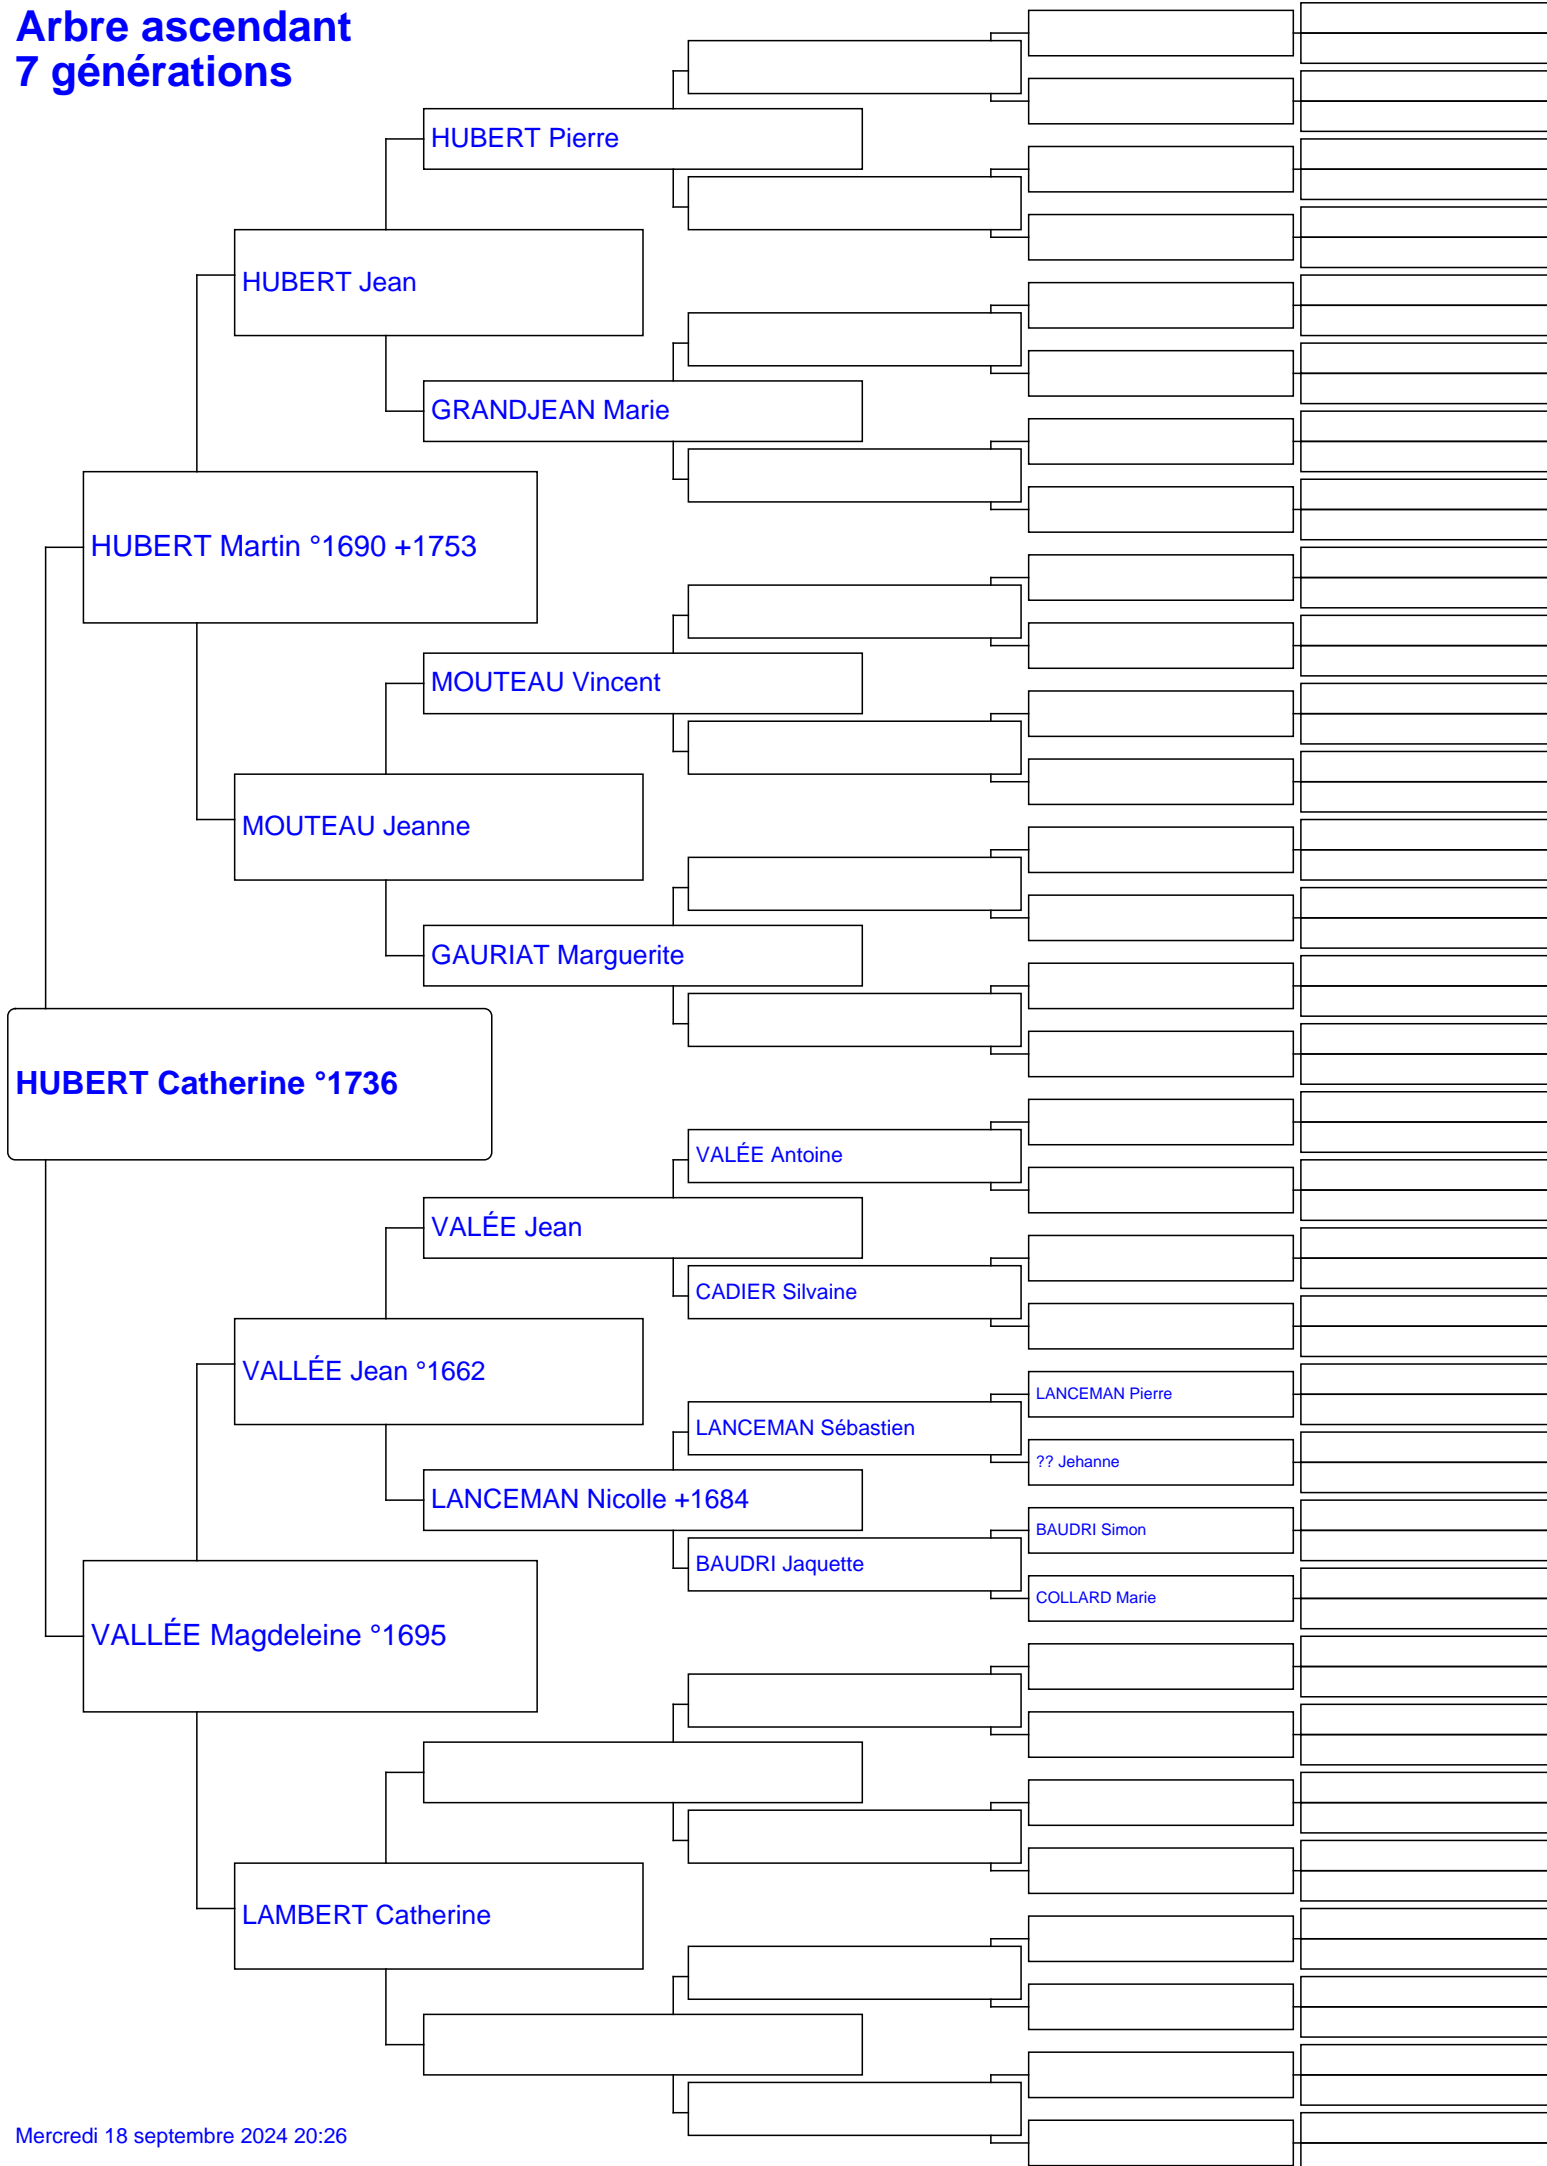 Arbre ascendant
7 générations
HUBERT Pierre
HUBERT Jean
GRANDJEAN Marie
HUBERT Martin °1690 +1753
MOUTEAU Vincent
MOUTEAU Jeanne
GAURIAT Marguerite
HUBERT Catherine °1736
VALÉE Antoine
VALÉE Jean
CADIER Silvaine
VALLÉE Jean °1662
LANCEMAN Pierre
LANCEMAN Sébastien
?? Jehanne
LANCEMAN Nicolle +1684
BAUDRI Simon
BAUDRI Jaquette
COLLARD Marie
VALLÉE Magdeleine °1695
LAMBERT Catherine
Mercredi 18 septembre 2024 20:26